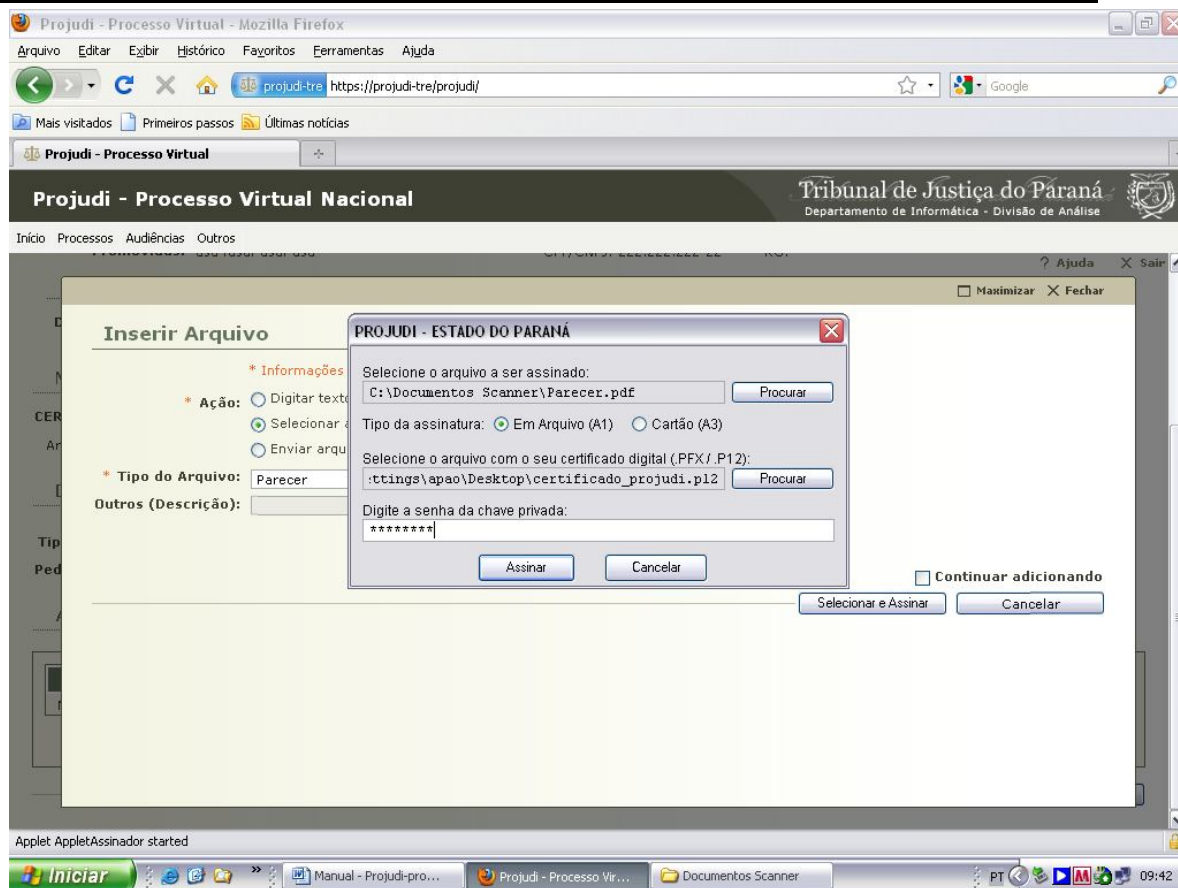 Projudi - Processo Virtual - Mozilla Firefox
Arquivo Editar Exibir Histórico Favoritos Ferramentas Ajuda
projudi-tre https://projudi-tre/projudi/ Google
Mais visitados Primeiros passos Últimas notícias
Projudi - Processo Virtual
Projudi - Processo Virtual Nacional
Tribunal de Justiça do Paraná
Departamento de Informática - Divisão de Análise
Início Processos Audiências Outros
? Ajuda X Sair
Maximizar X Fechar
Inserir Arquivo
* Informações
* Ação: Digitar texto
Selecionar a
Enviar arqu
* Tipo do Arquivo: Parecer
Outros (Descrição):
PROJUDI - ESTADO DO PARANÁ
Selecione o arquivo a ser assinado:
C:\Documentos Scanner\Parecer.pdf Procurar
Tipo da assinatura: Em Arquivo (A1) Cartão (A3)
Selecione o arquivo com o seu certificado digital (.PFX / .P12):
ttings\apao\Desktop\certificado_projudi.p12 Procurar
Digite a senha da chave privada:
********
Assinar Cancelar
CER
Ar
Tip
Ped
Continuar adicionando
Selecionar e Assinar Cancelar
Applet AppletAssinador started
Iniciar » Manual - Projudi-pro... Projudi - Processo Vir... Documentos Scanner PT 09:42